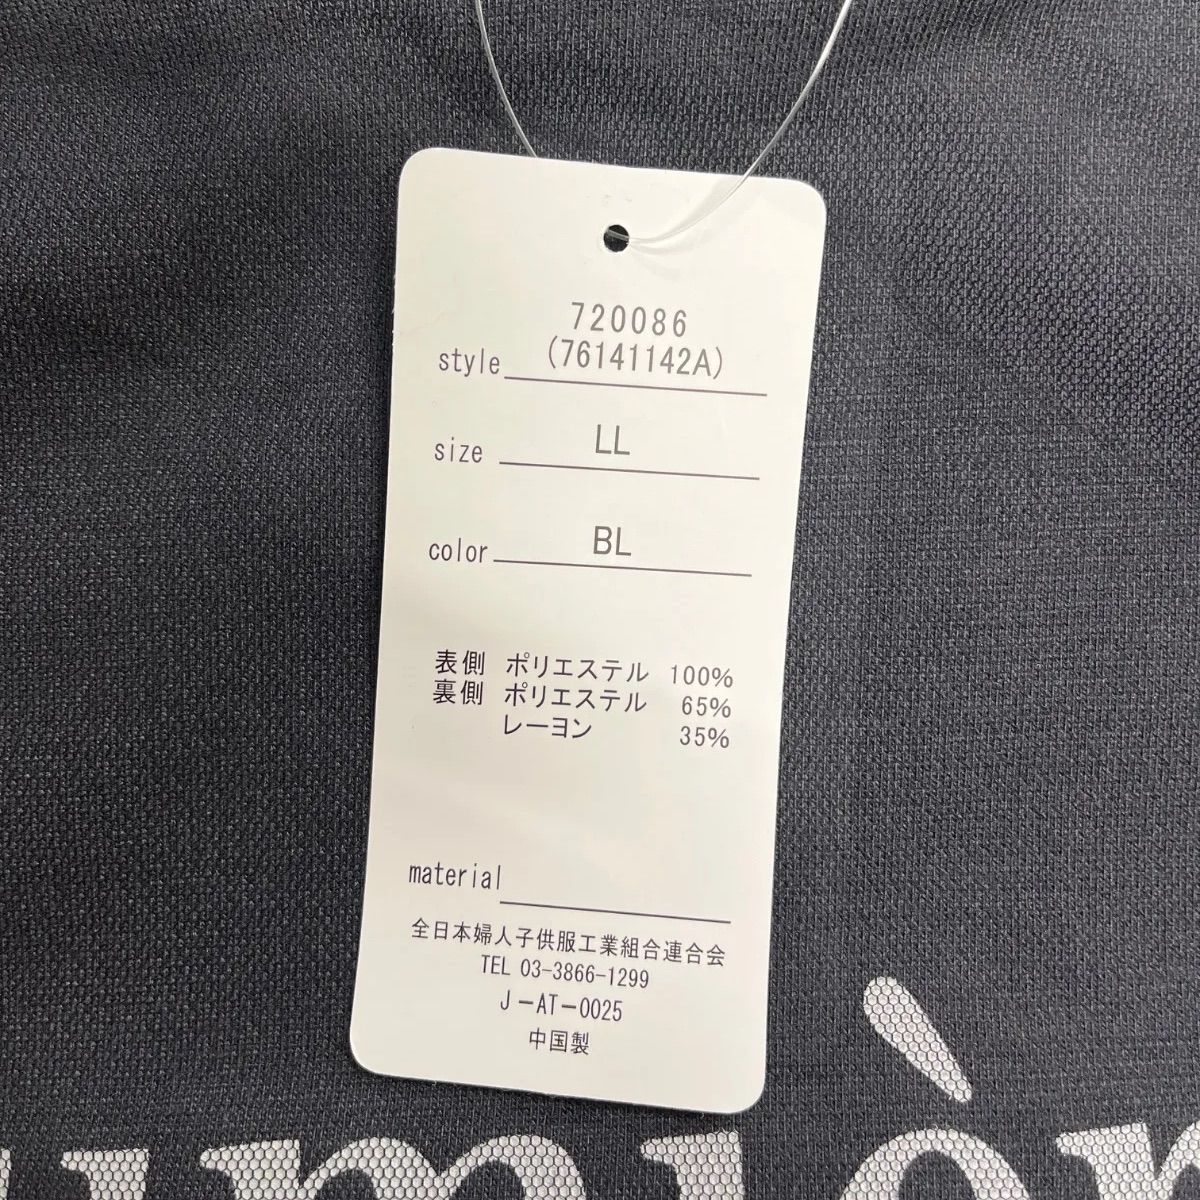 720086
style (76141142A)
size LL
color BL
表側 ポリエステル 100%
裏側 ポリエステル 65%
レーヨン 35%
material
全日本婦人子供服工業組合連合会
TEL 03-3866-1299
J-AT-0025
中国製